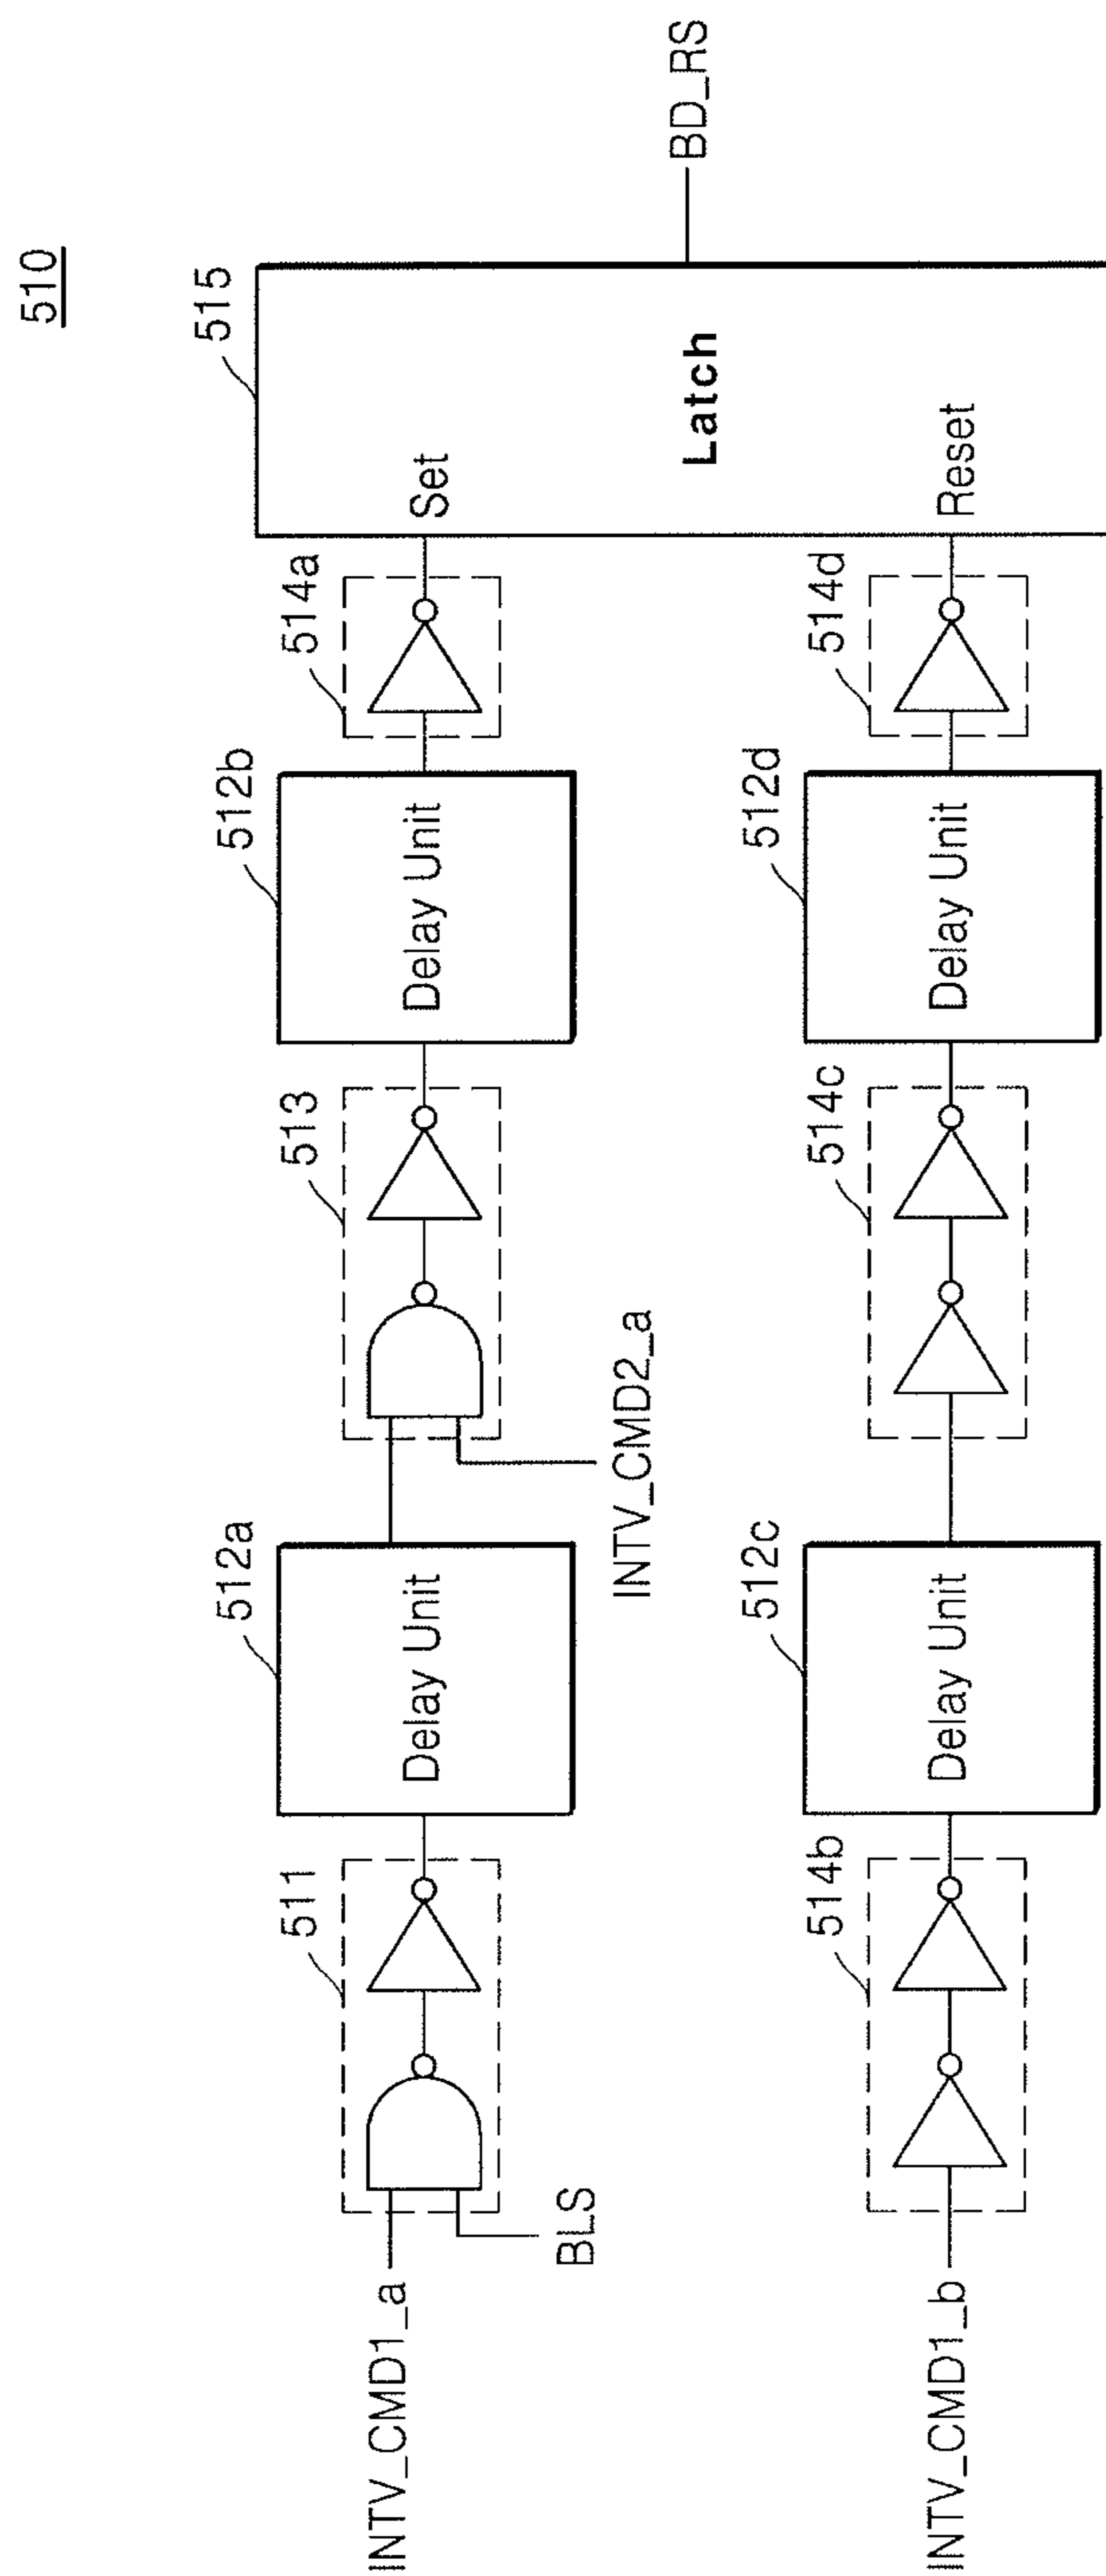 510
INTV_CMD1_a
BLS
511
512a
Delay Unit
INTV_CMD2_a
513
512b
Delay Unit
514a
515
Set
Latch
Reset
BD_RS
INTV_CMD1_b
514b
512c
Delay Unit
514c
512d
Delay Unit
514d